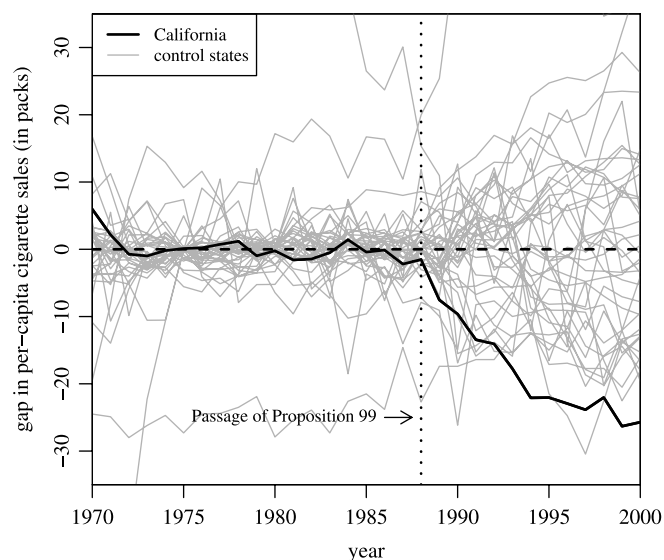 California
control states
gap in per-capita cigarette sales (in packs)
30
20
10
0
−10
−20
−30
Passage of Proposition 99
1970 1975 1980 1985 1990 1995 2000
year